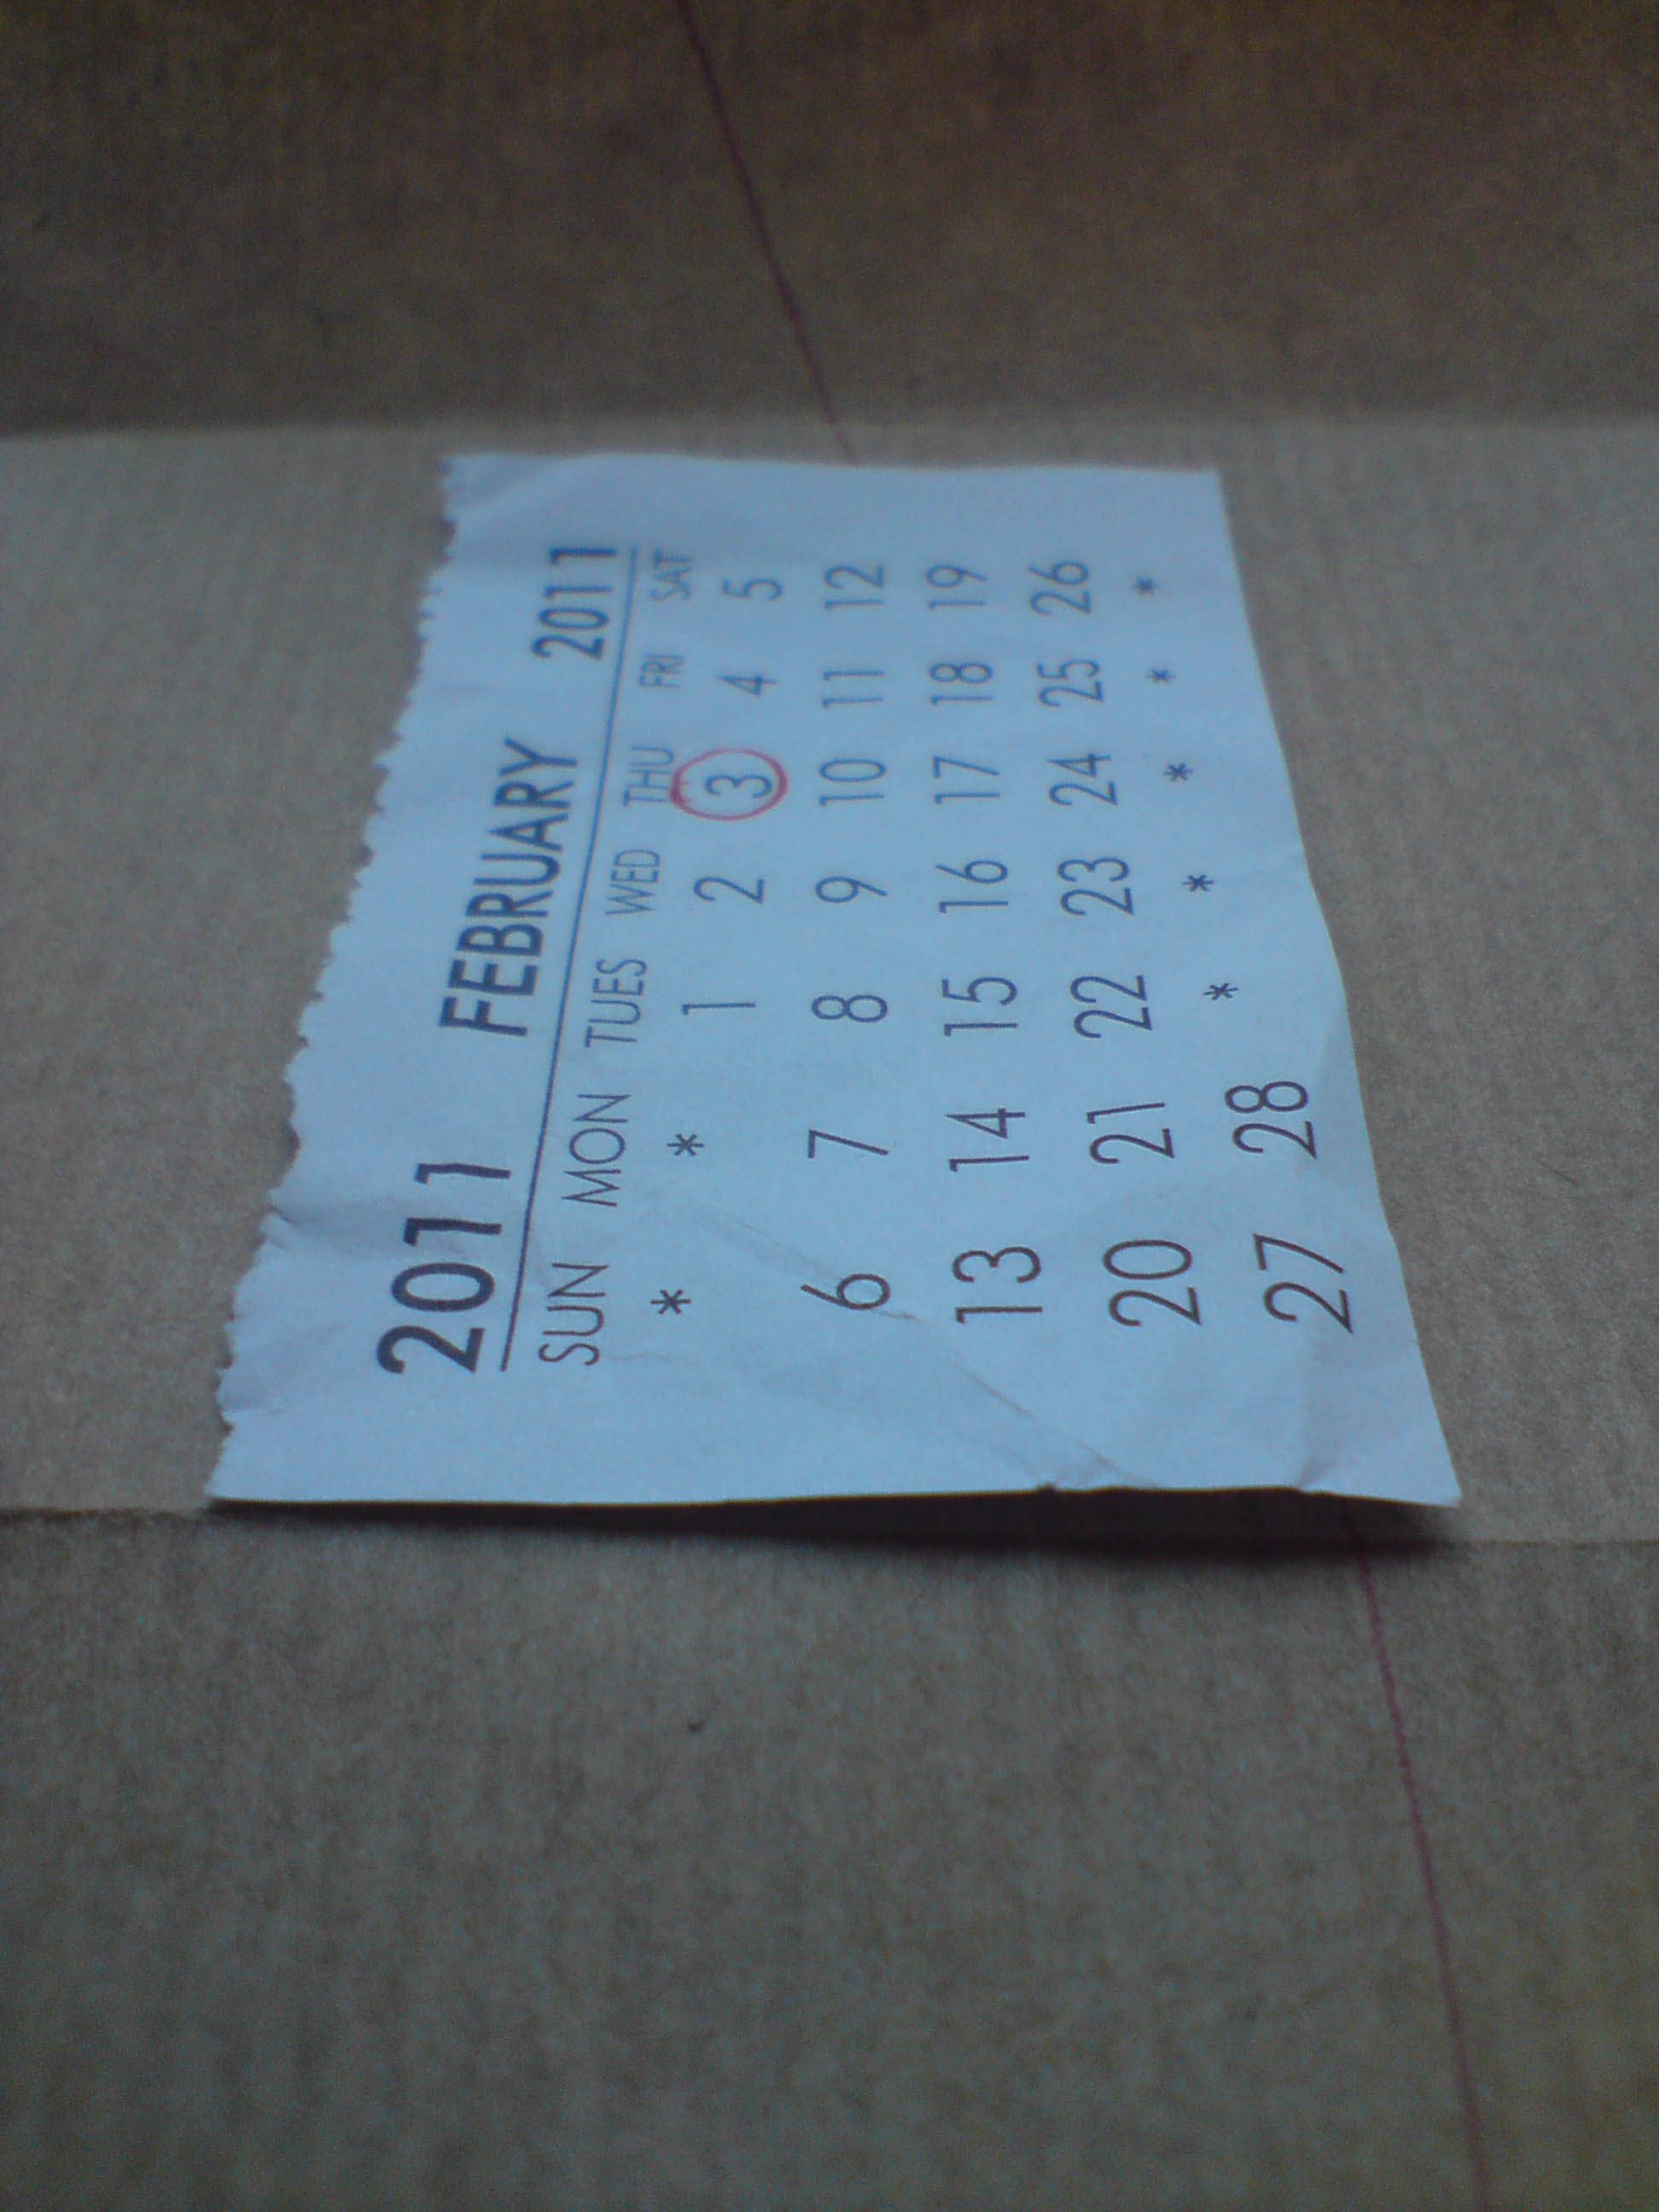 2011 FEBRUARY 2011
SUN MON TUES WED THU FRI SAT
* * 1 2 3 4 5
6 7 8 9 10 11 12
13 14 15 16 17 18 19
20 21 22 23 24 25 26
27 28 * * * * *